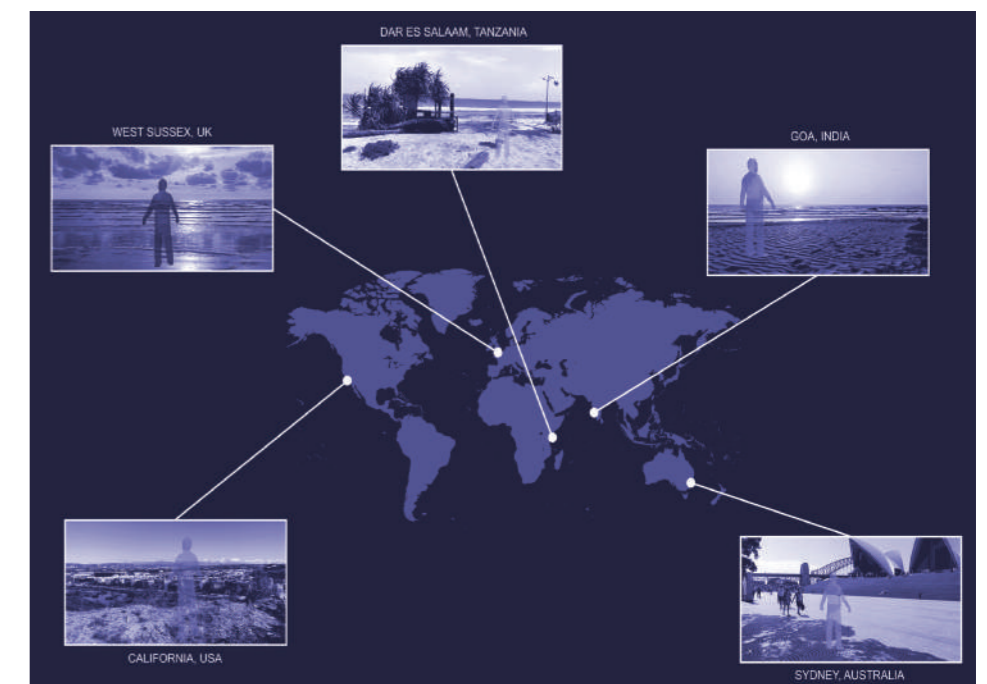 DAR ES SALAAM, TANZANIA
WEST SUSSEX, UK
GOA, INDIA
CALIFORNIA, USA
SYDNEY, AUSTRALIA